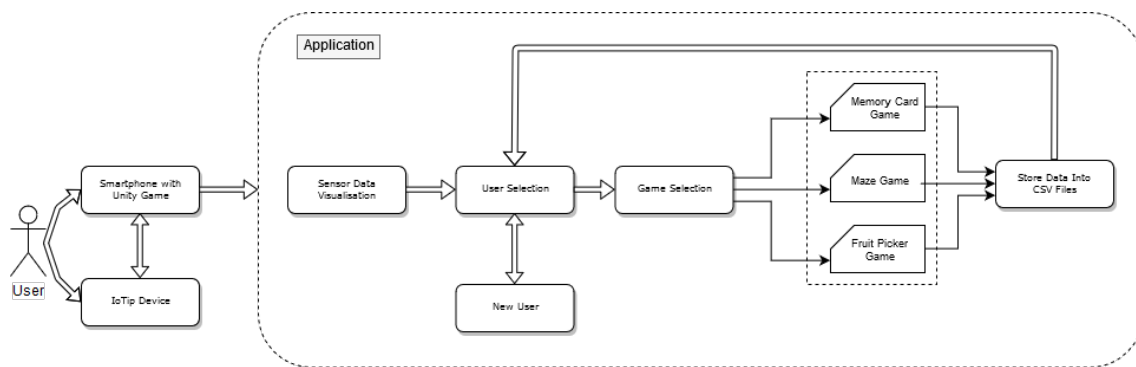 Application
Smartphone with
Unity Game
IoTip Device
User
Sensor Data
Visualisation
User Selection
New User
Game Selection
Memory Card
Game
Maze Game
Fruit Picker
Game
Store Data Into
CSV Files